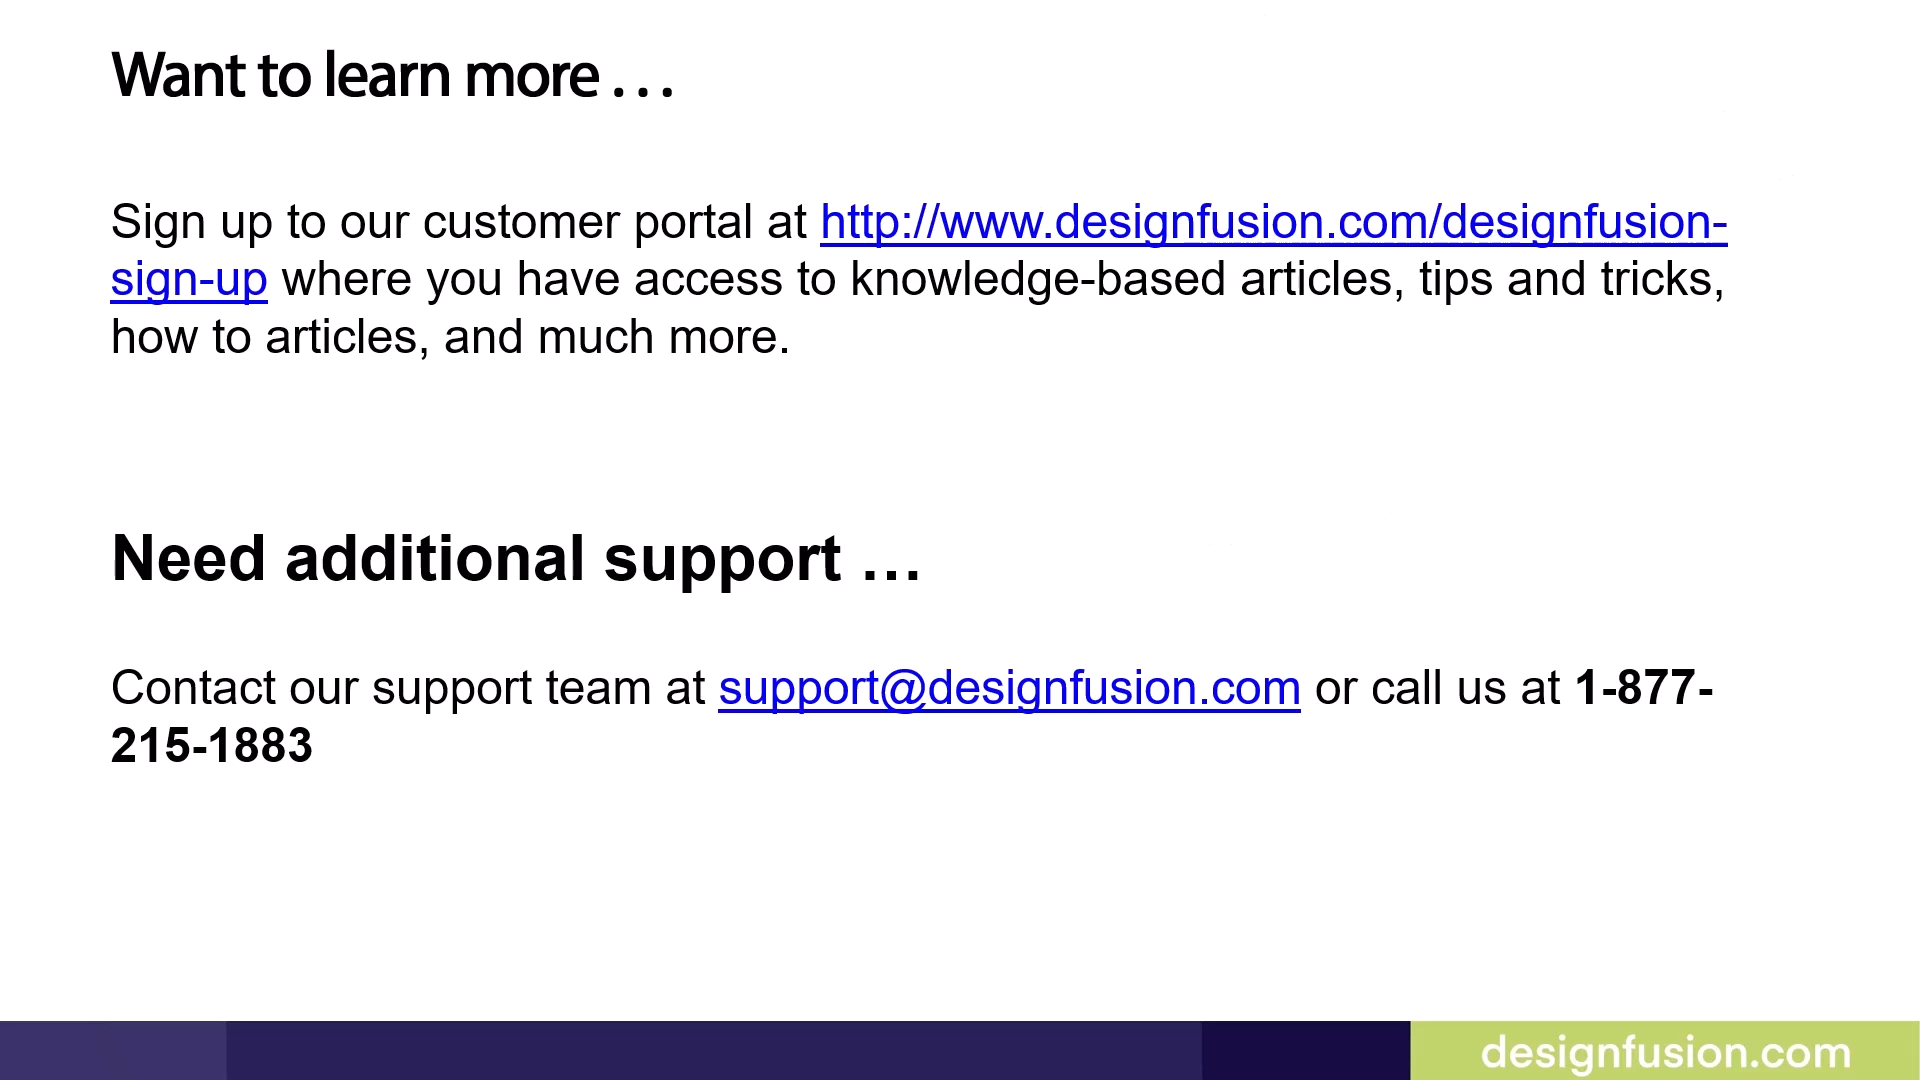 Want to learn more . . .
Sign up to our customer portal at http://www.designfusion.com/designfusion-
sign-up where you have access to knowledge-based articles, tips and tricks,
how to articles, and much more.
Need additional support …
Contact our support team at support@designfusion.com or call us at 1-877-
215-1883
designfusion.com